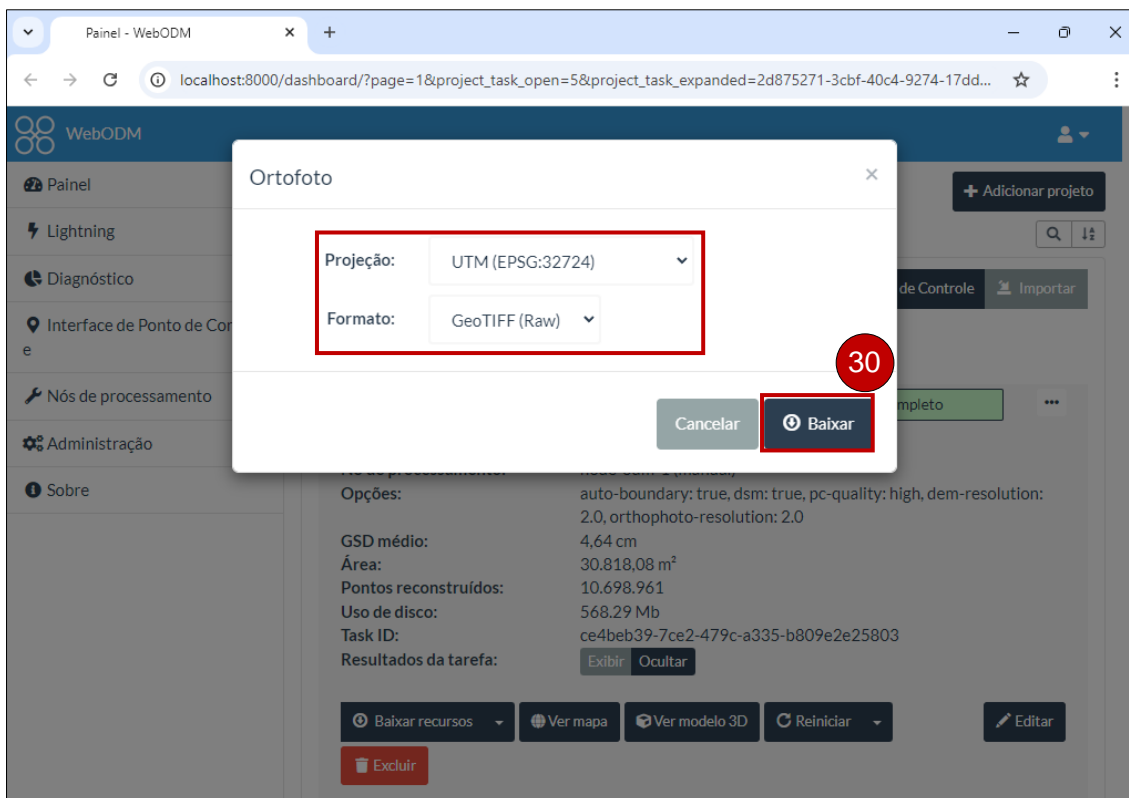 Painel - WebODM
localhost:8000/dashboard/?page=1&project_task_open=5&project_task_expanded=2d875271-3cbf-40c4-9274-17dd...
WebODM
Painel
Lightning
Diagnóstico
Interface de Ponto de Con
e
Nós de processamento
Administração
Sobre
Ortofoto
×
Projeção: UTM (EPSG:32724)
Formato: GeoTIFF (Raw)
30
Cancelar Baixar
Adicionar projeto
de Controle Importar
mpleto
Opções: auto-boundary: true, dsm: true, pc-quality: high, dem-resolution:
2.0, orthophoto-resolution: 2.0
GSD médio: 4,64 cm
Área: 30.818,08 m²
Pontos reconstruídos: 10.698.961
Uso de disco: 568.29 Mb
Task ID: ce4beb39-7ce2-479c-a335-b809e2e25803
Resultados da tarefa: Exibir Ocultar
Baixar recursos Ver mapa Ver modelo 3D Reiniciar Editar
Excluir